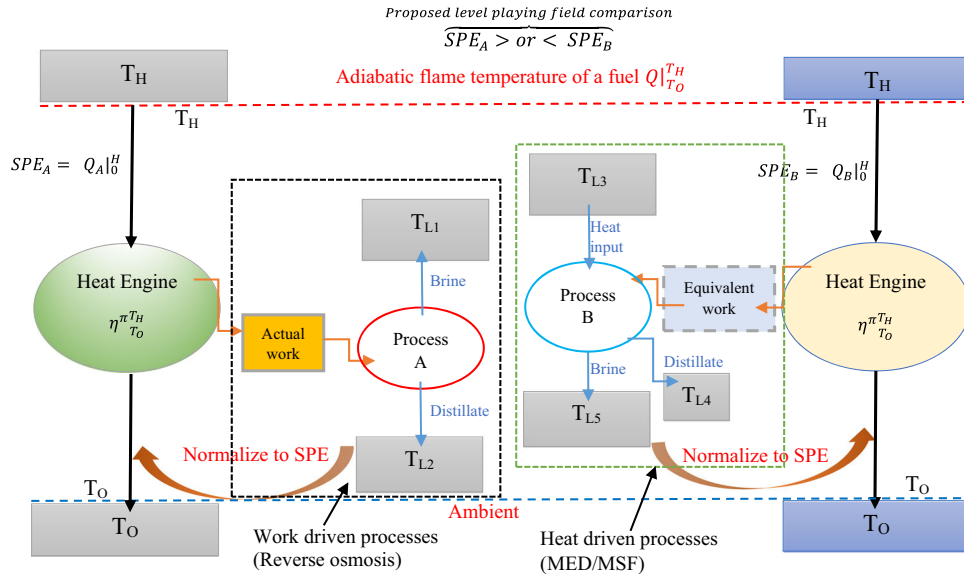 Proposed level playing field comparison
SPE_A > or < SPE_B
T_H
T_H
Adiabatic flame temperature of a fuel Q|_{T_O}^{T_H}
T_H
T_H
SPE_A = Q_A|_0^H
SPE_B = Q_B|_0^H
T_L3
T_L1
Heat
input
Heat Engine
η^π{}_{T_O}^{T_H}
Brine
Process
B
Equivalent
work
Heat Engine
η^π{}_{T_O}^{T_H}
Actual
work
Process
A
Distillate
Brine
Distillate
T_L4
T_L5
Normalize to SPE
T_L2
Normalize to SPE
T_O
T_O
Ambient
T_O
T_O
Work driven processes
(Reverse osmosis)
Heat driven processes
(MED/MSF)